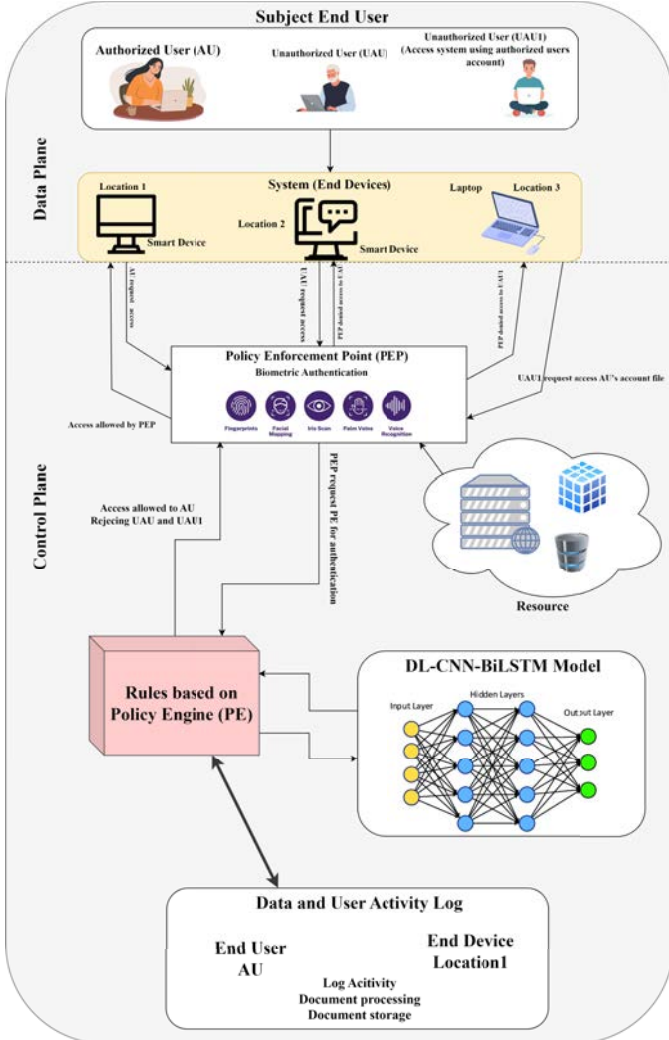 Subject End User
Authorized User (AU)
Unauthorized User (UAU)
Unauthorized User (UAU1)
(Access system using authorized users
account)
Data Plane
System (End Devices)
Location 1
Smart Device
Location 2
Smart Device
Laptop
Location 3
AU request access
UAU request access
PEP denied access to UAU
PEP denied access to UAU1
UAU1 request access AU's account file
Access allowed by PEP
Policy Enforcement Point (PEP)
Biometric Authentication
Fingerprints
Facial
Mapping
Iris Scan
Palm Veins
Voice
Recognition
Control Plane
Access allowed to AU
Rejecing UAU and UAU1
PEP request PE
for authentication
Resource
Rules based on
Policy Engine (PE)
DL-CNN-BiLSTM Model
Input Layer
Hidden Layers
Output Layer
Data and User Activity Log
End User
AU
End Device
Location1
Log Acitivity
Document processing
Document storage